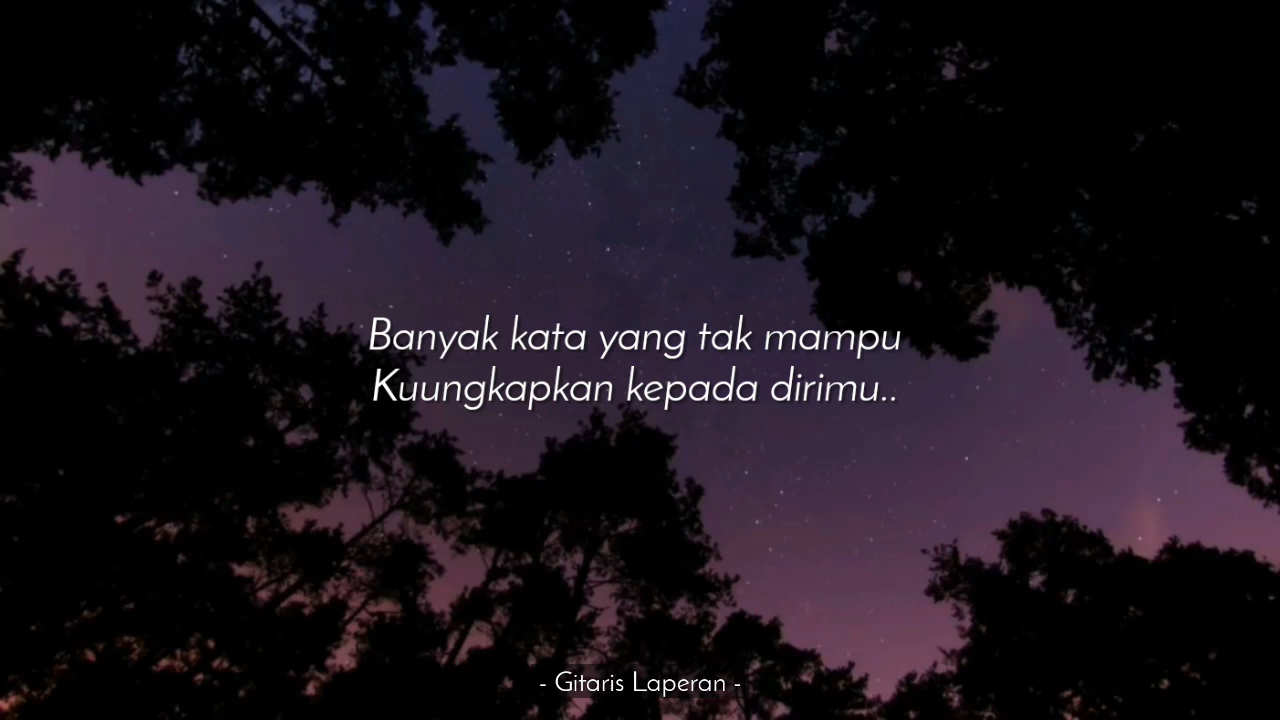 Banyak kata yang tak mampu
Kuungkapkan kepada dirimu..
- Gitaris Laperan -